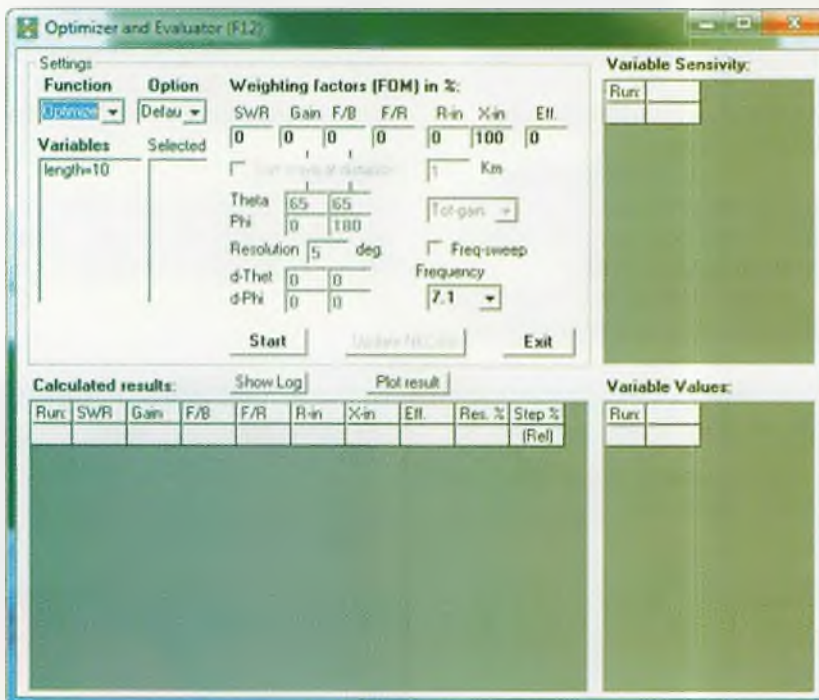 Optimizer and Evaluator (F12)
Settings
Function Option Weighting factors (FOM) in %:
Optimize Defau
SWR Gain F/B F/R R-in X-in Eff.
0 0 0 0 0 100 0
Variables Selected
length=10
1 Km
Theta 65 65
Phi 0 180
Tot-gain
Resolution 5 deg. Freq-sweep
d-Thet 0 0
d-Phi 0 0
Frequency
7.1
Start Exit
Calculated results: Show Log Plot result
Run: SWR Gain F/B F/R R-in X-in Eff. Res. % Step %
(Rel)
Variable Sensivity:
Run:
Variable Values:
Run: